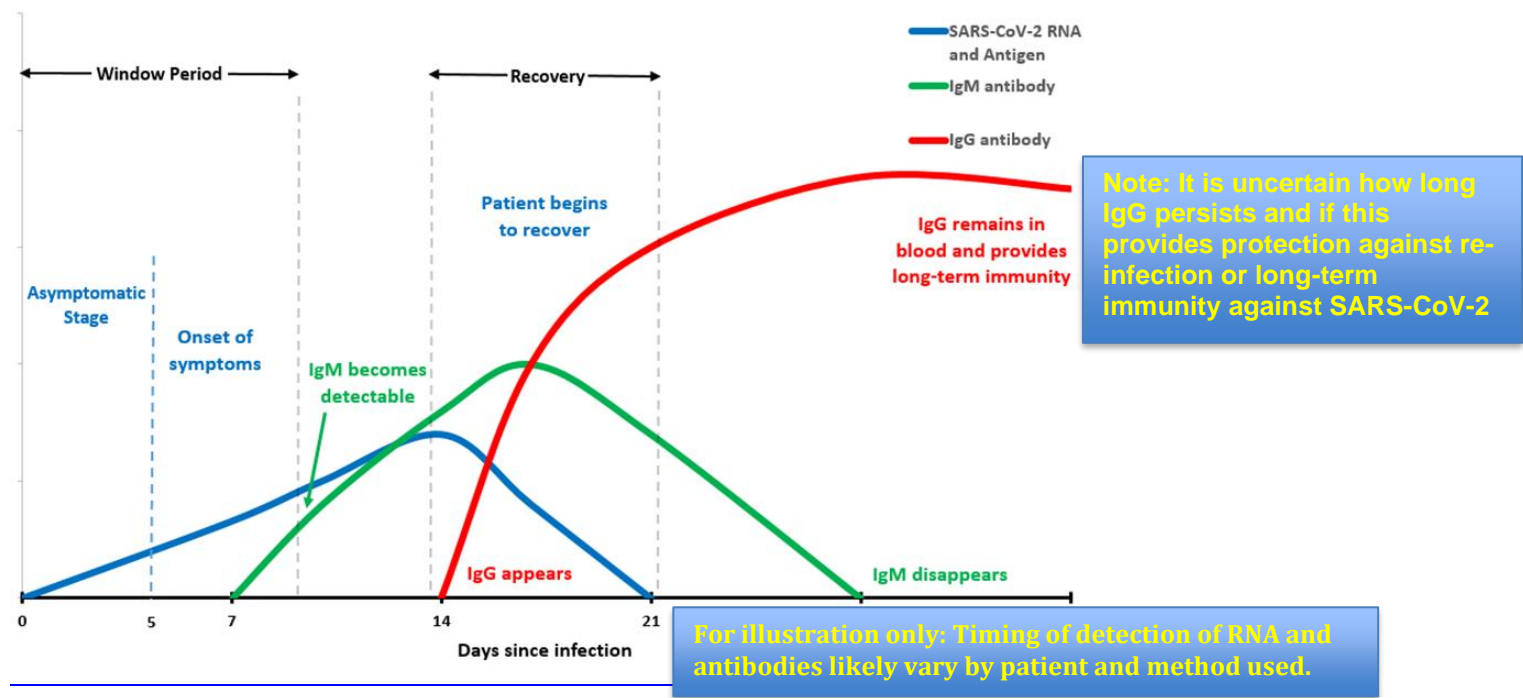 SARS-CoV-2 RNA
and Antigen
IgM antibody
IgG antibody
Window Period
Recovery
Patient begins
to recover
IgG remains in
blood and provides
long-term immunity
Note: It is uncertain how long
IgG persists and if this
provides protection against re-
infection or long-term
immunity against SARS-CoV-2
Asymptomatic
Stage
Onset of
symptoms
IgM becomes
detectable
IgG appears
IgM disappears
0 5 7 14 21
Days since infection
For illustration only: Timing of detection of RNA and
antibodies likely vary by patient and method used.